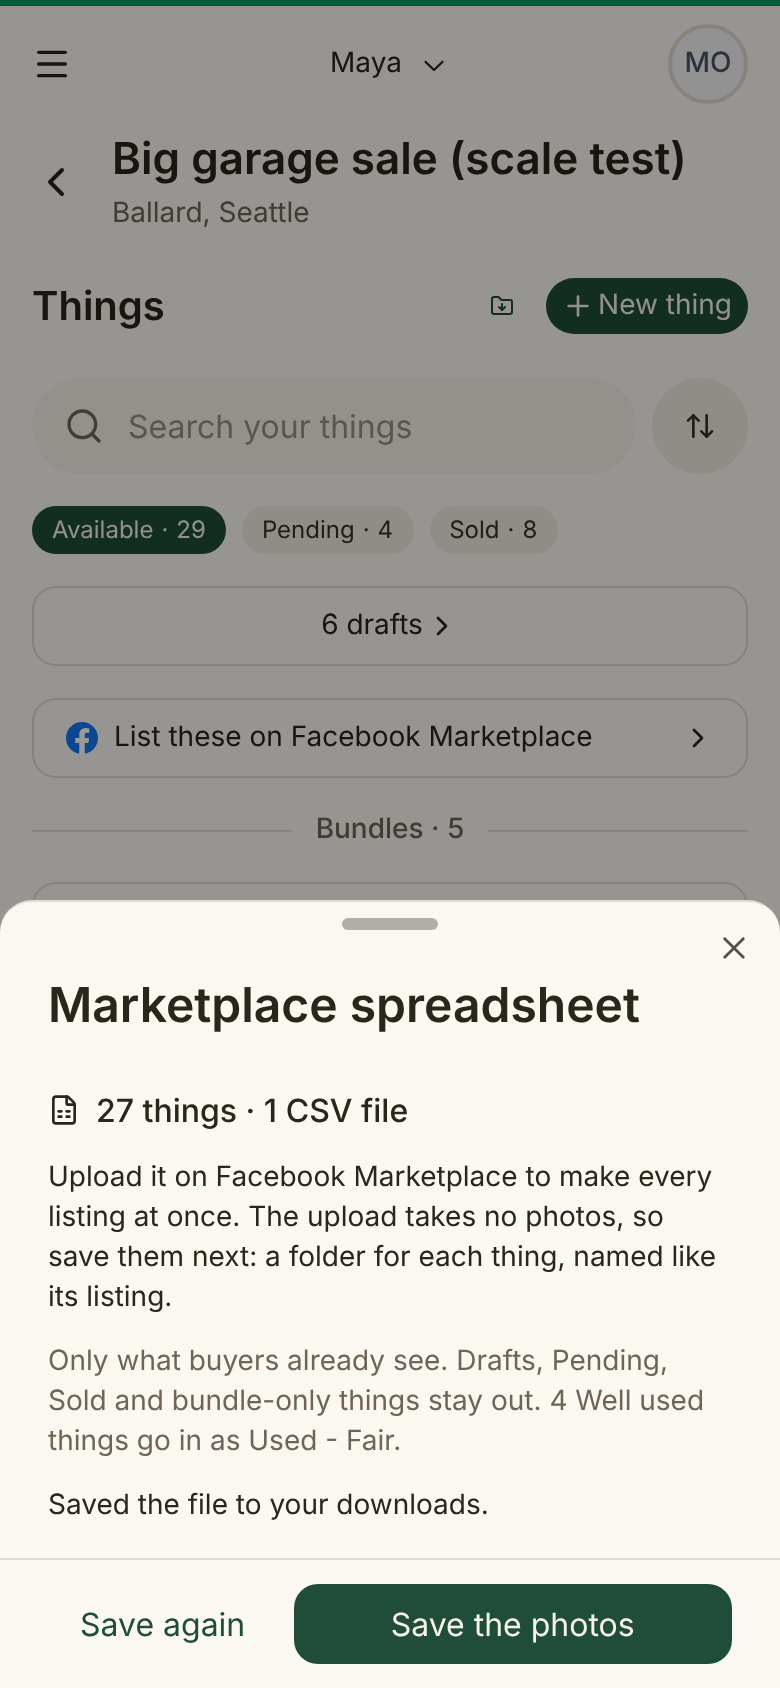 Maya
MO
Big garage sale (scale test)
Ballard, Seattle
Things
New thing
Search your things
Available · 29
Pending · 4
Sold · 8
6 drafts
List these on Facebook Marketplace
Bundles · 5
Marketplace spreadsheet
27 things · 1 CSV file
Upload it on Facebook Marketplace to make every
listing at once. The upload takes no photos, so
save them next: a folder for each thing, named like
its listing.
Only what buyers already see. Drafts, Pending,
Sold and bundle-only things stay out. 4 Well used
things go in as Used - Fair.
Saved the file to your downloads.
Save again
Save the photos